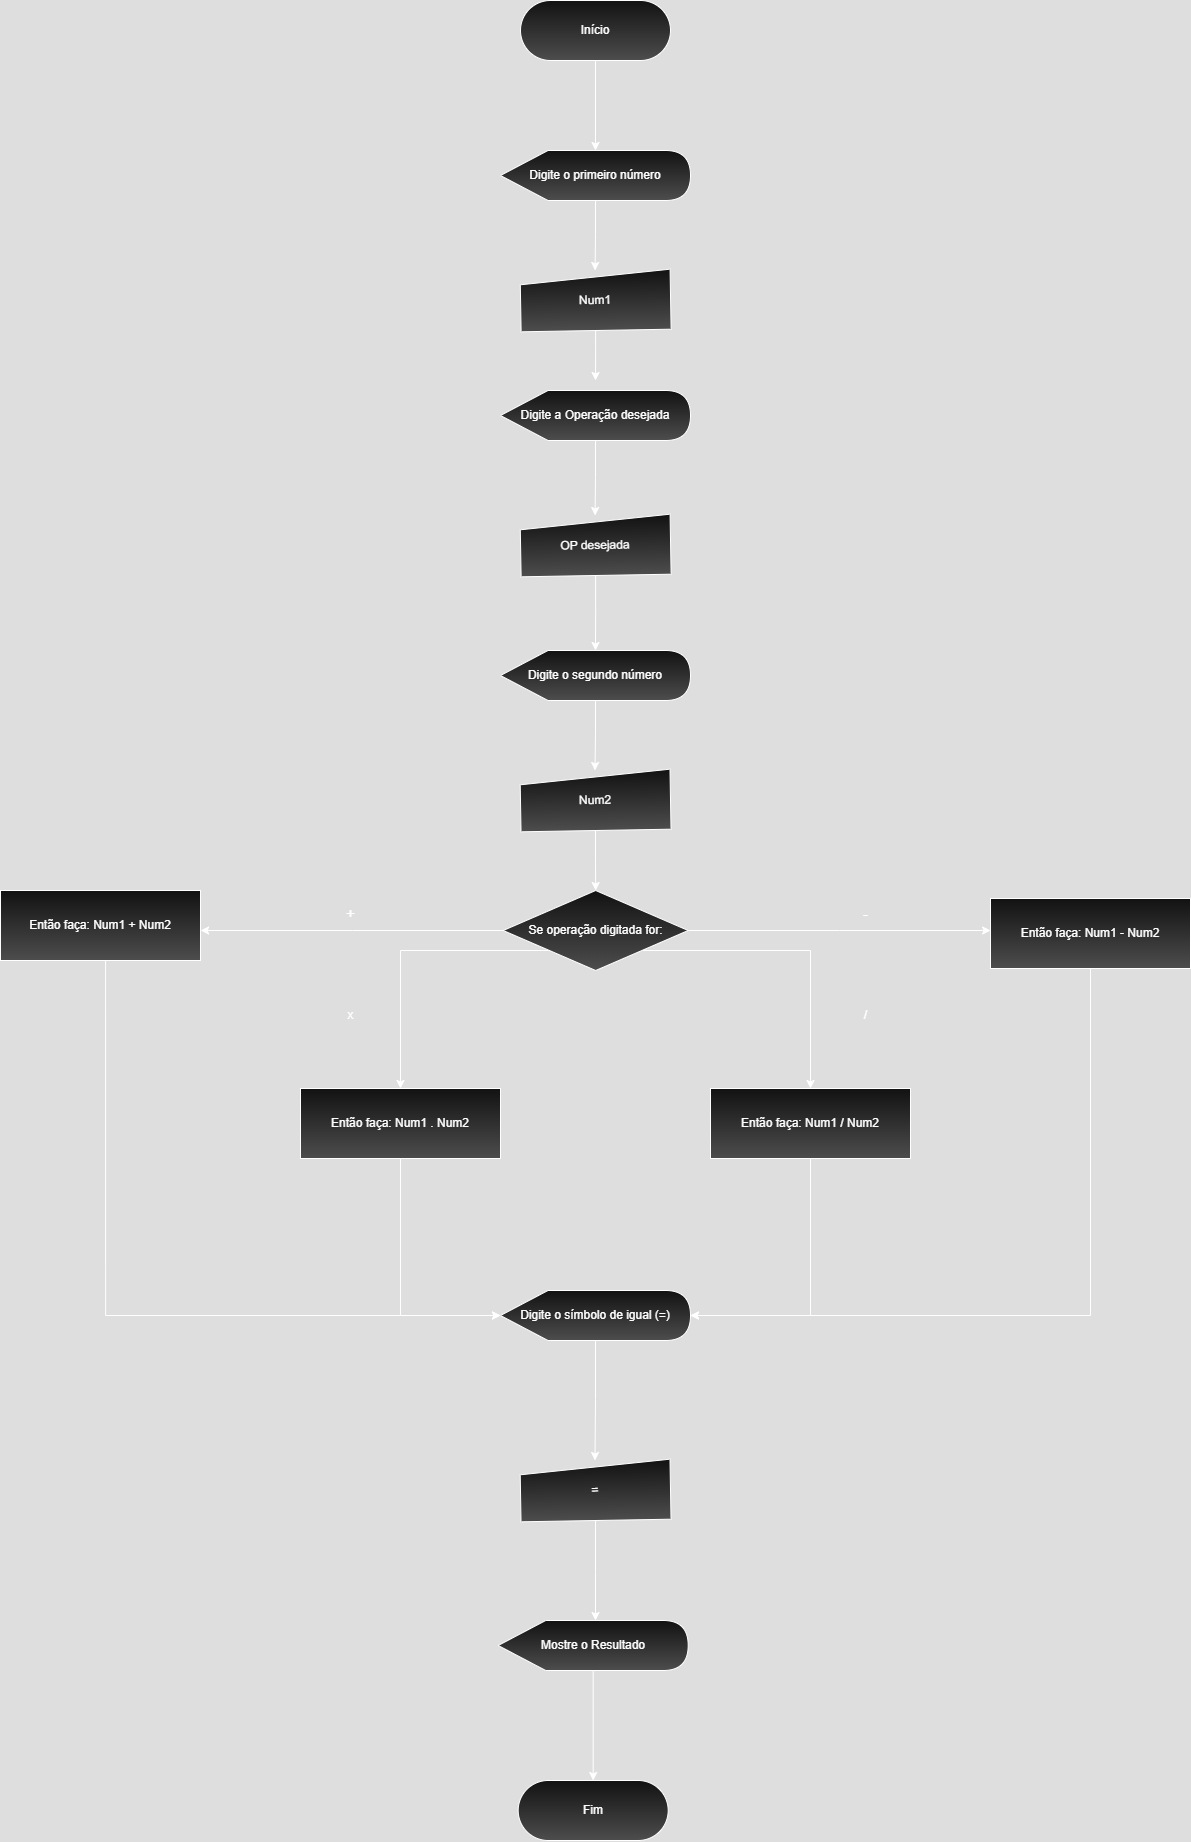 Início
Digite o primeiro número
Num1
Digite a Operação desejada
OP desejada
Digite o segundo número
Num2
Se operação digitada for:
+
-
Então faça: Num1 + Num2
Então faça: Num1 - Num2
x
/
Então faça: Num1 . Num2
Então faça: Num1 / Num2
Digite o símbolo de igual (=)
=
Mostre o Resultado
Fim